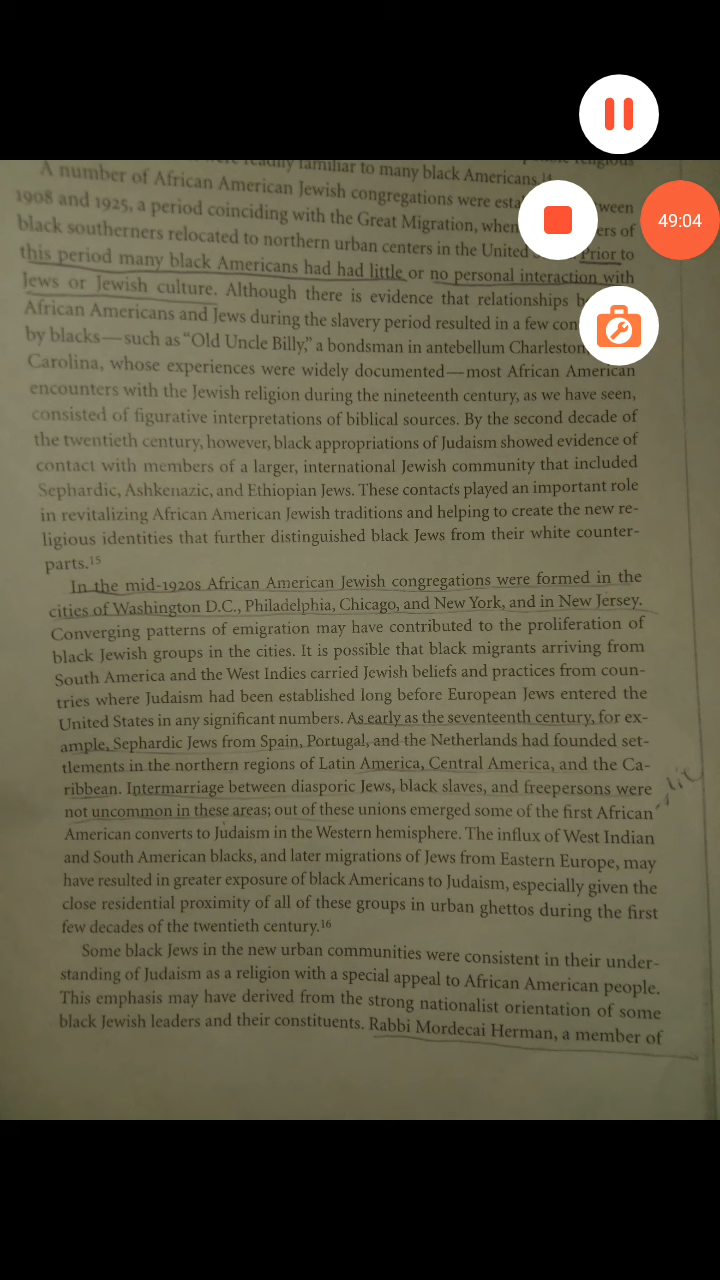 readily familiar to many black Americans.14
A number of African American Jewish congregations were
1908 and 1925, a period coinciding with the Great Migration, when
black southerners relocated to northern urban centers in the United Prior to
this period many black Americans had had little or no personal interaction with
Jews or Jewish culture. Although there is evidence that relationships
African Americans and Jews during the slavery period resulted in a few
by blacks—such as “Old Uncle Billy,” a bondsman in antebellum Charleston
Carolina, whose experiences were widely documented—most African American
encounters with the Jewish religion during the nineteenth century, as we have seen,
consisted of figurative interpretations of biblical sources. By the second decade of
the twentieth century, however, black appropriations of Judaism showed evidence of
contact with members of a larger, international Jewish community that included
Sephardic, Ashkenazic, and Ethiopian Jews. These contacts played an important role
in revitalizing African American Jewish traditions and helping to create the new re-
ligious identities that further distinguished black Jews from their white counter-
parts.15
In the mid-1920s African American Jewish congregations were formed in the
cities of Washington D.C., Philadelphia, Chicago, and New York, and in New Jersey.
Converging patterns of emigration may have contributed to the proliferation of
black Jewish groups in the cities. It is possible that black migrants arriving from
South America and the West Indies carried Jewish beliefs and practices from coun-
tries where Judaism had been established long before European Jews entered the
United States in any significant numbers. As early as the seventeenth century, for ex-
ample, Sephardic Jews from Spain, Portugal, and the Netherlands had founded set-
tlements in the northern regions of Latin America, Central America, and the Ca-
ribbean. Intermarriage between diasporic Jews, black slaves, and freepersons were
not uncommon in these areas; out of these unions emerged some of the first African
American converts to Judaism in the Western hemisphere. The influx of West Indian
and South American blacks, and later migrations of Jews from Eastern Europe, may
have resulted in greater exposure of black Americans to Judaism, especially given the
close residential proximity of all of these groups in urban ghettos during the first
few decades of the twentieth century.16
Some black Jews in the new urban communities were consistent in their under-
standing of Judaism as a religion with a special appeal to African American people.
This emphasis may have derived from the strong nationalist orientation of some
black Jewish leaders and their constituents. Rabbi Mordecai Herman, a member of
49:04